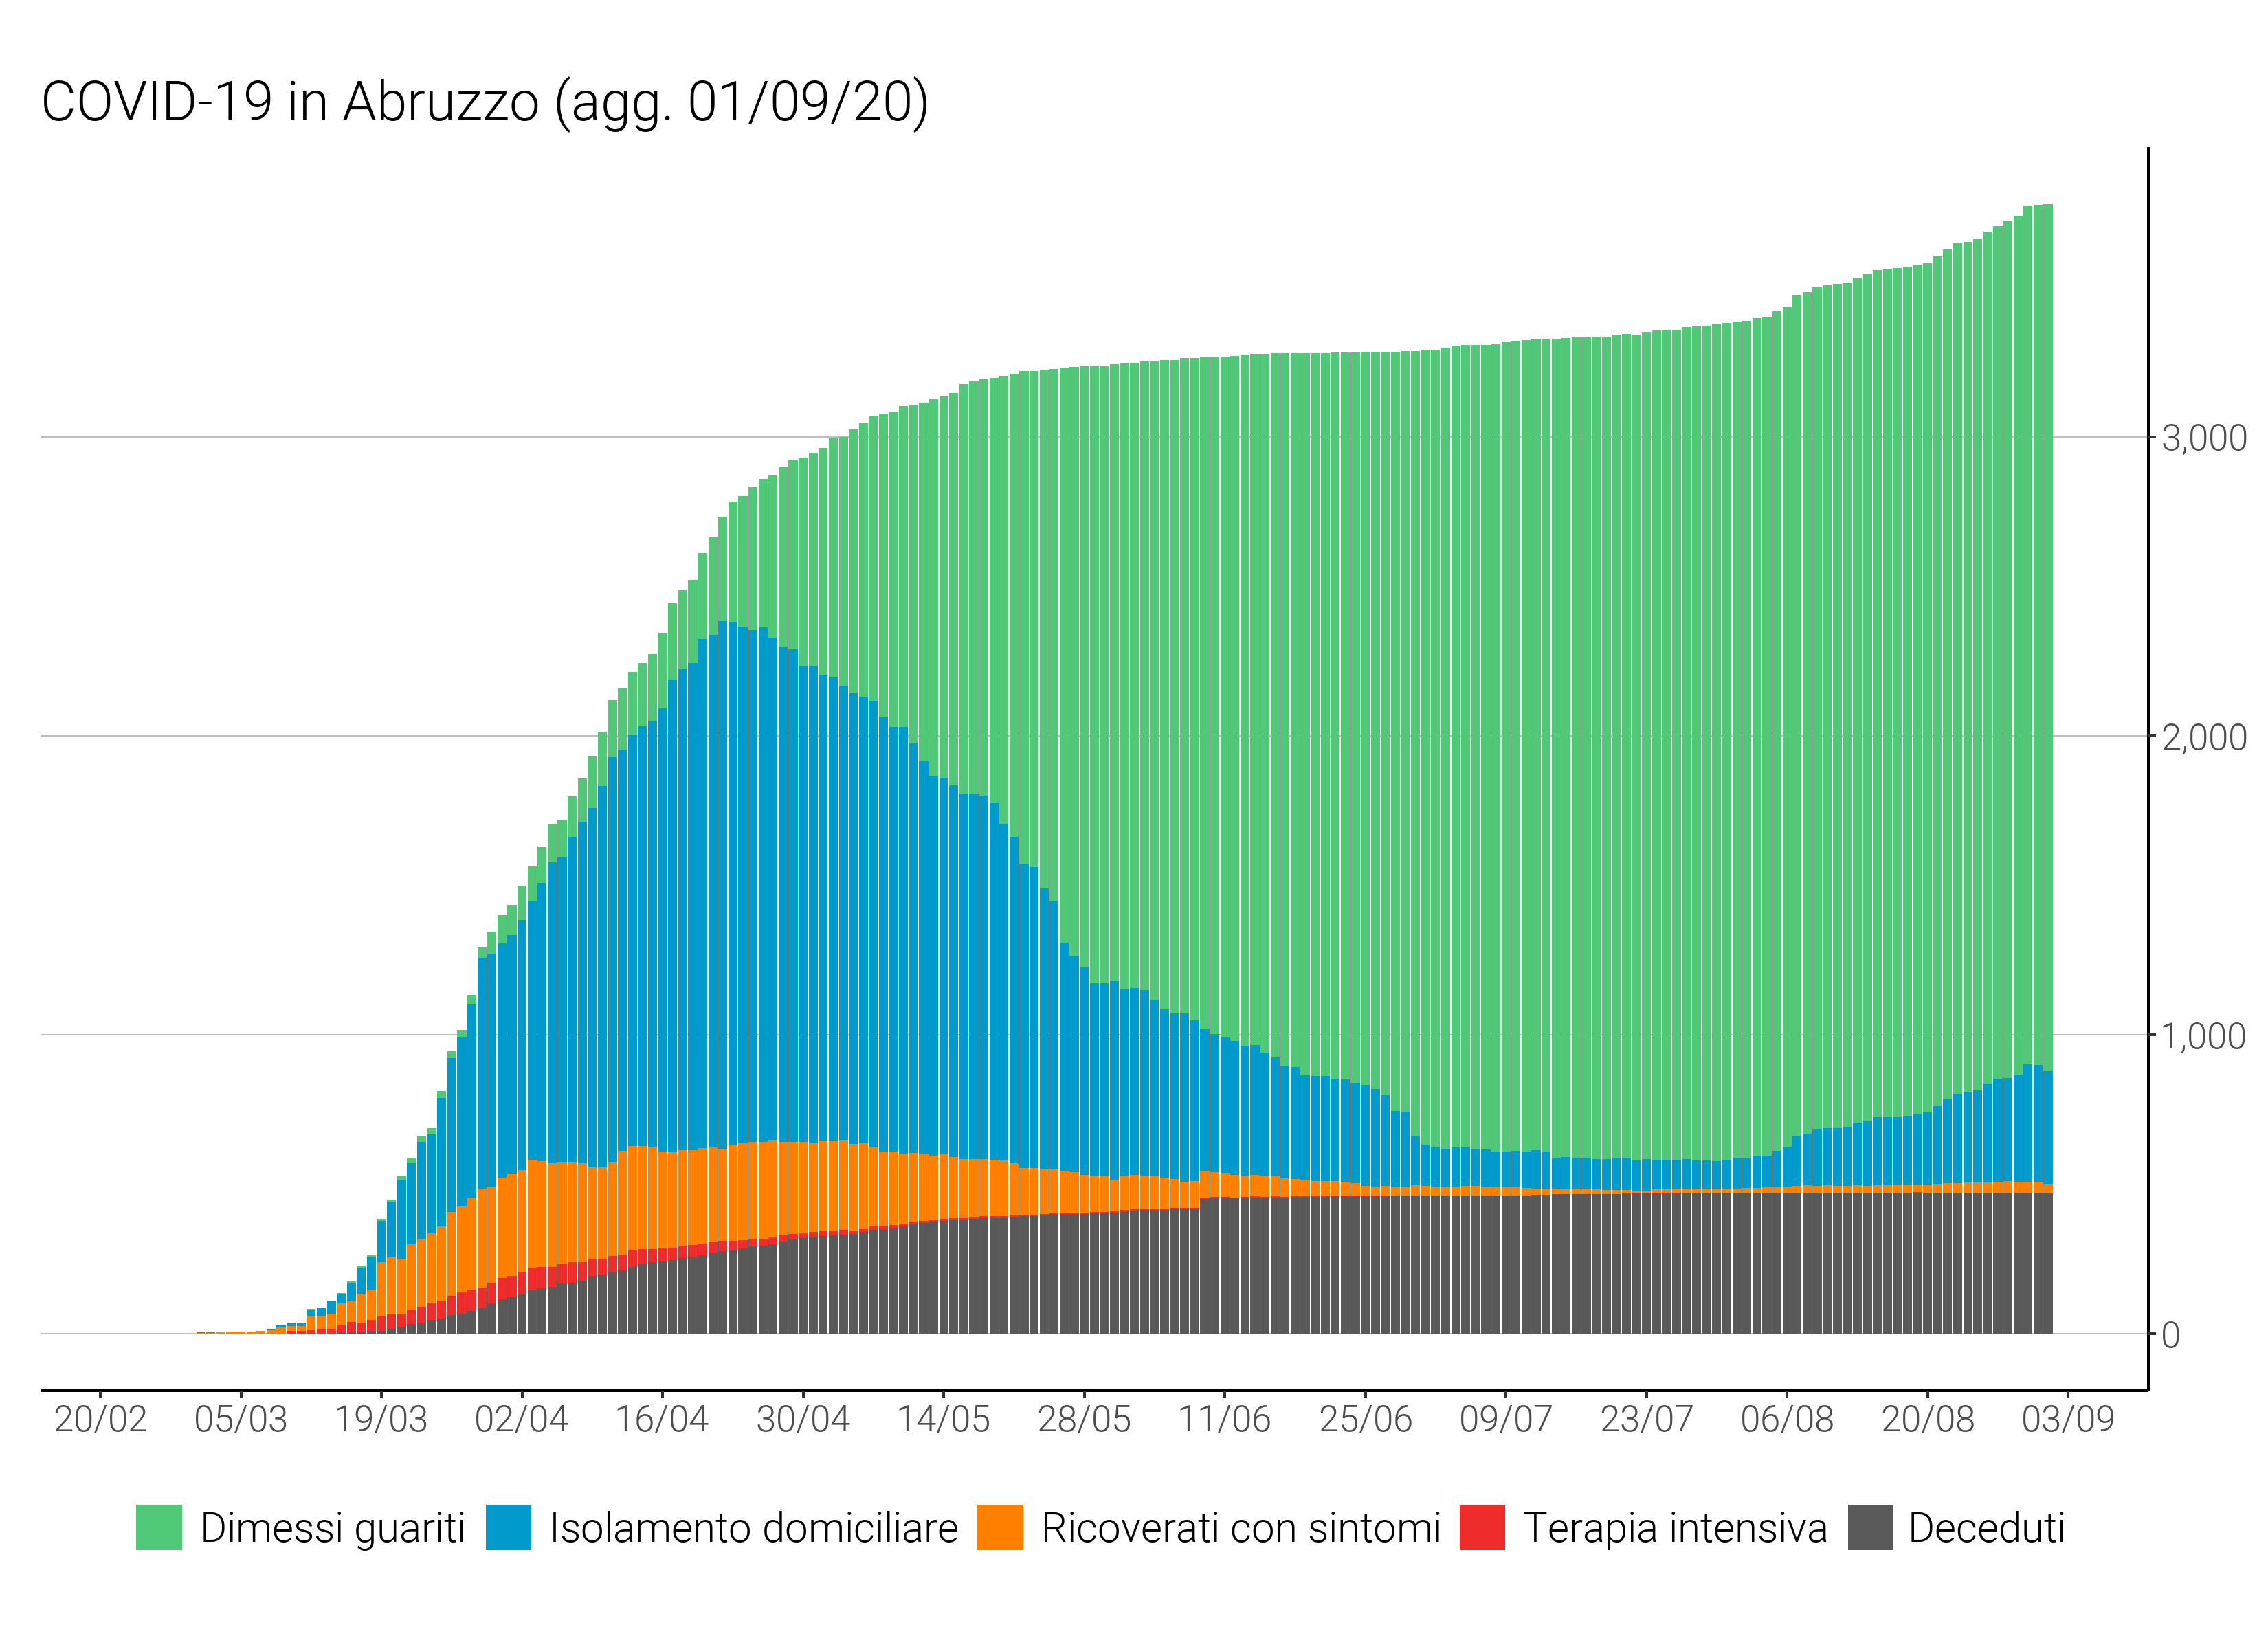 COVID-19 in Abruzzo (agg. 01/09/20)
3,000
2,000
1,000
0
20/02 05/03 19/03 02/04 16/04 30/04 14/05 28/05 11/06 25/06 09/07 23/07 06/08 20/08 03/09
Dimessi guariti Isolamento domiciliare Ricoverati con sintomi Terapia intensiva Deceduti